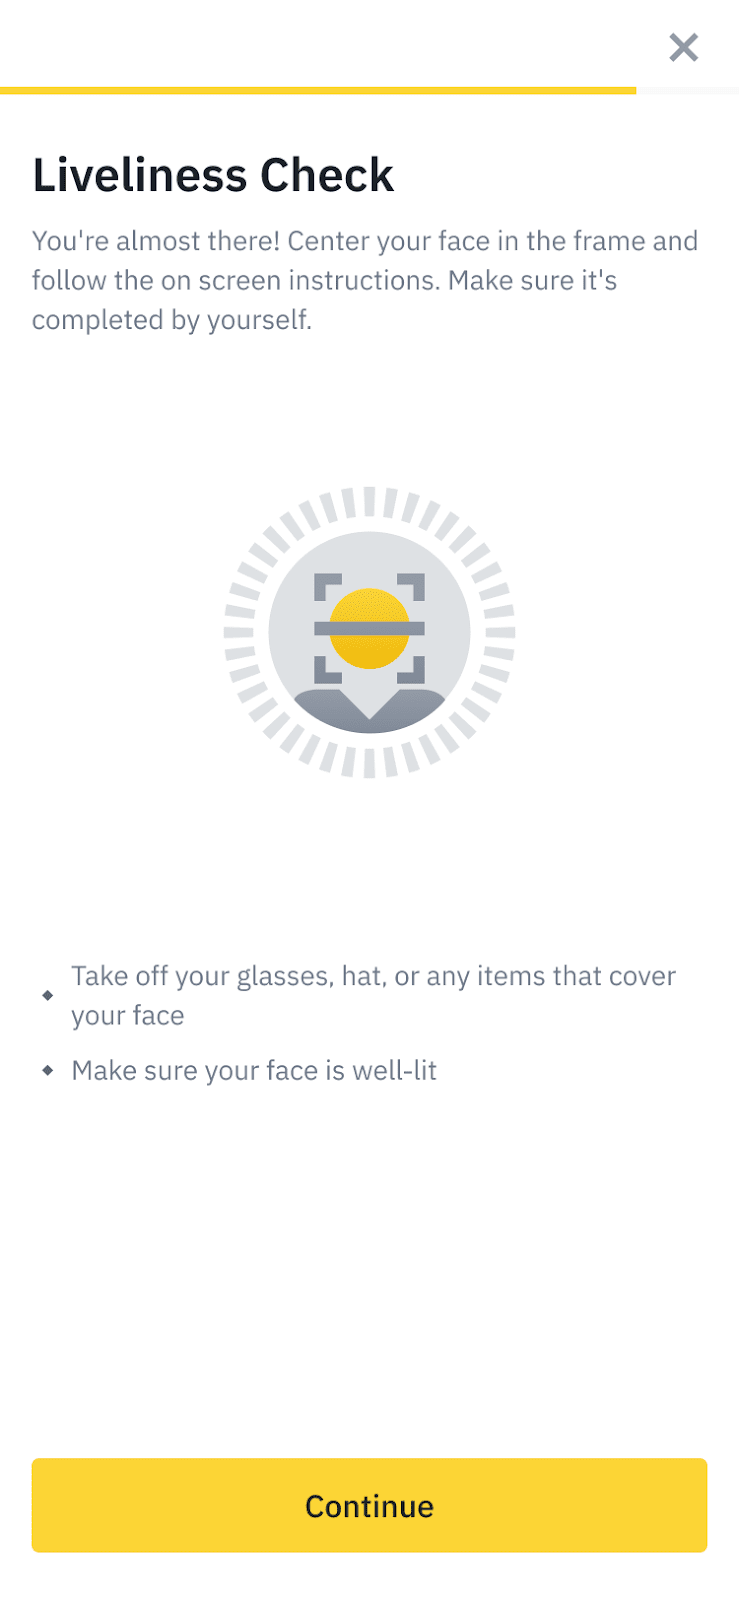 Liveliness Check
You're almost there! Center your face in the frame and
follow the on screen instructions. Make sure it's
completed by yourself.
Take off your glasses, hat, or any items that cover
your face
Make sure your face is well-lit
Continue